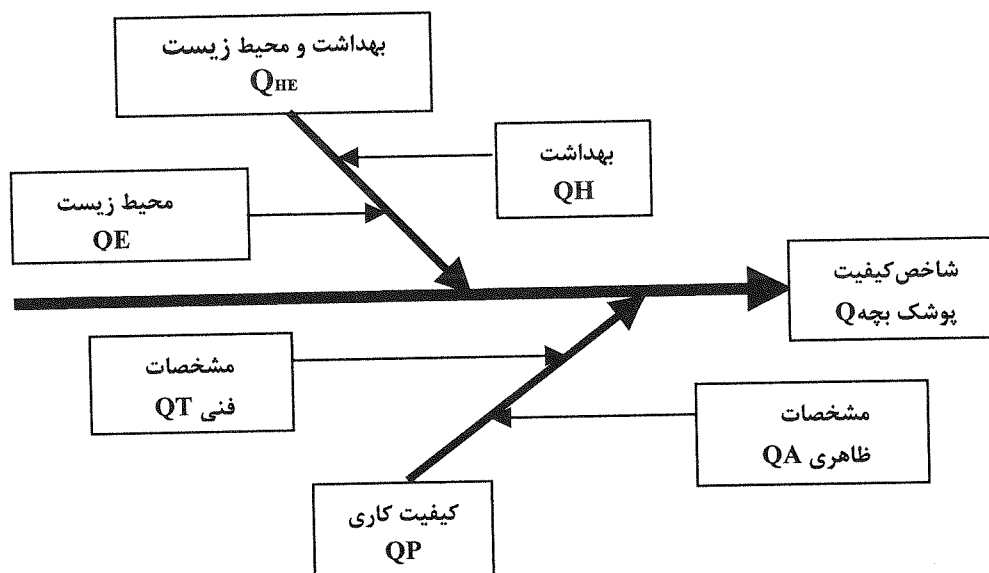 بهداشت و محیط زیست
QHE
بهداشت
QH
محیط زیست
QE
شاخص کیفیت
پوشک بچه Q
مشخصات
فنی QT
مشخصات
ظاهری QA
کیفیت کاری
QP